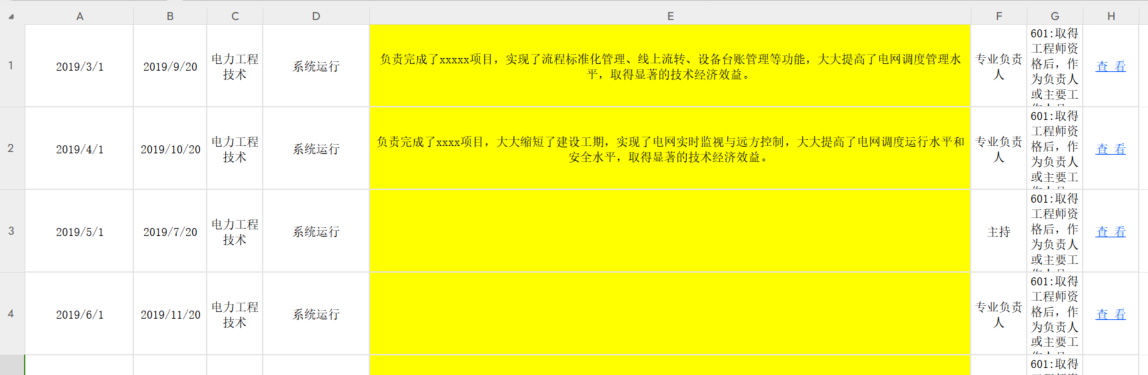 A B C D E F G H
1
2019/3/1
2019/9/20
电力工程
技术
系统运行
负责完成了xxxxx项目，实现了流程标准化管理、线上流转、设备台账管理等功能，大大提高了电网调度管理水
平，取得显著的技术经济效益。
专业负责
人
601:取得
工程师资
格后，作
为负责人
或主要工
查 看
2
2019/4/1
2019/10/20
电力工程
技术
系统运行
负责完成了xxxx项目，大大缩短了建设工期，实现了电网实时监视与远方控制，大大提高了电网调度运行水平和
安全水平，取得显著的技术经济效益。
专业负责
人
601:取得
工程师资
格后，作
为负责人
或主要工
查 看
3
2019/5/1
2019/7/20
电力工程
技术
系统运行
主持
601:取得
工程师资
格后，作
为负责人
或主要工
查 看
4
2019/6/1
2019/11/20
电力工程
技术
系统运行
专业负责
人
601:取得
工程师资
格后，作
为负责人
或主要工
查 看
601:取得